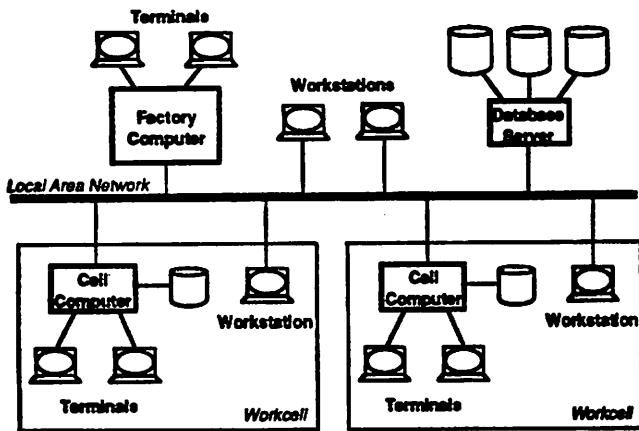 Terminals
Factory
Computer
Workstations
Database
Server
Local Area Network
Cell
Computer
Workstation
Terminals
Workcell
Cell
Computer
Workstation
Terminals
Workcell